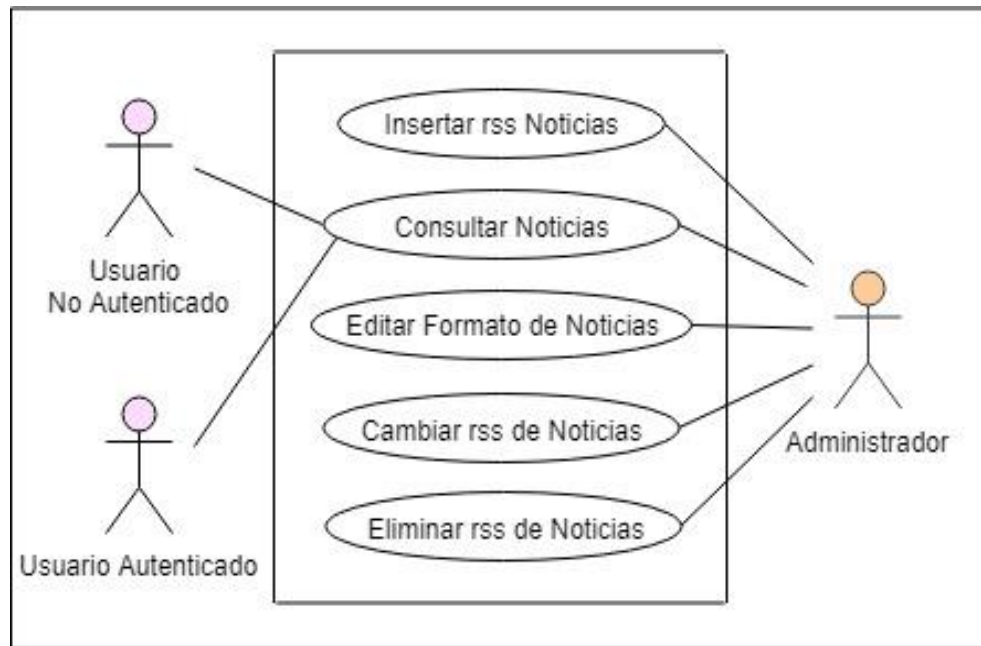 Insertar rss Noticias
Consultar Noticias
Usuario
No Autenticado
Editar Formato de Noticias
Cambiar rss de Noticias
Administrador
Eliminar rss de Noticias
Usuario Autenticado